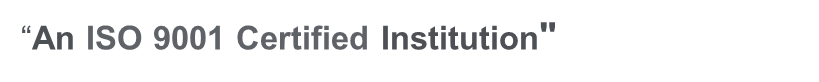 “An ISO 9001 Certified Institution"